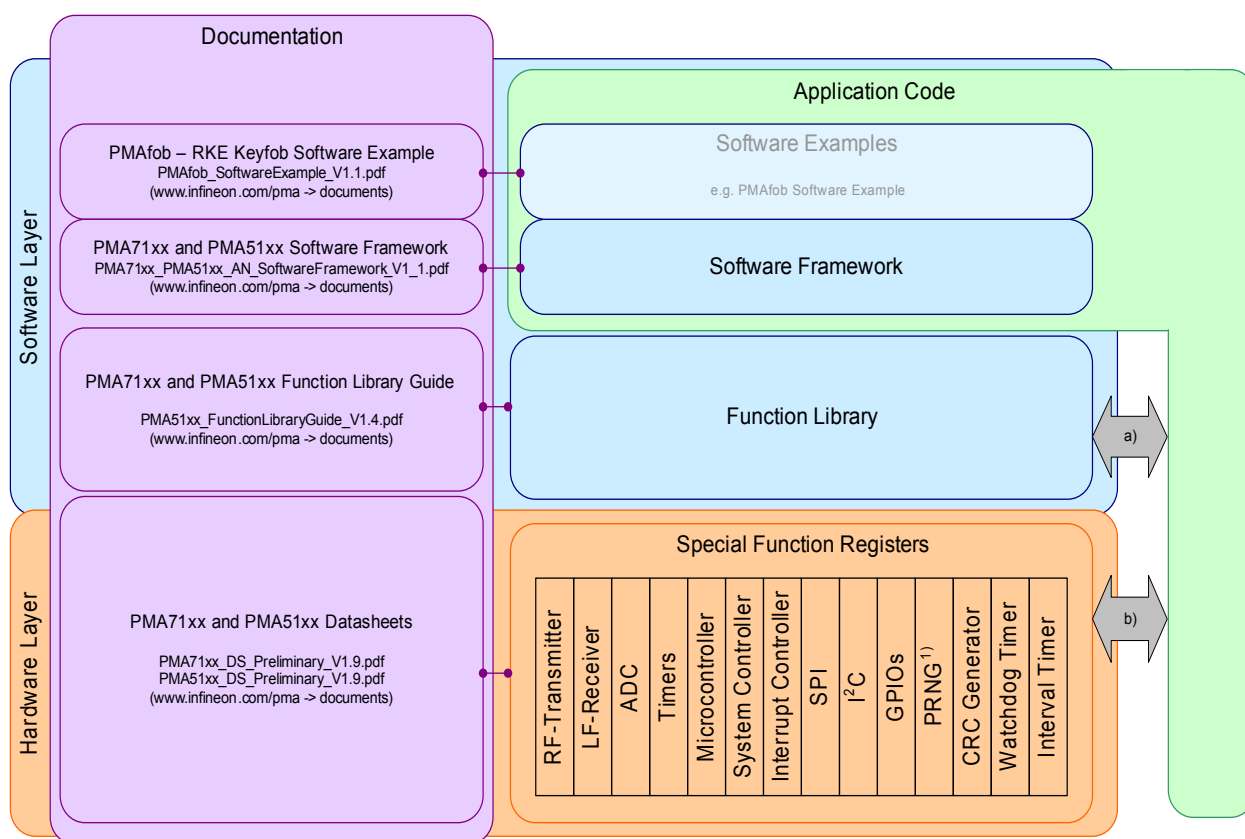 Documentation
Application Code
Software Layer
PMAfob – RKE Keyfob Software Example
PMAfob_SoftwareExample_V1.1.pdf
(www.infineon.com/pma -> documents)
Software Examples
e.g. PMAfob Software Example
PMA71xx and PMA51xx Software Framework
PMA71xx_PMA51xx_AN_SoftwareFramework_V1_1.pdf
(www.infineon.com/pma -> documents)
Software Framework
PMA71xx and PMA51xx Function Library Guide
PMA51xx_FunctionLibraryGuide_V1.4.pdf
(www.infineon.com/pma -> documents)
Function Library
a)
Hardware Layer
PMA71xx and PMA51xx Datasheets
PMA71xx_DS_Preliminary_V1.9.pdf
PMA51xx_DS_Preliminary_V1.9.pdf
(www.infineon.com/pma -> documents)
Special Function Registers
RF-Transmitter
LF-Receiver
ADC
Timers
Microcontroller
System Controller
Interrupt Controller
SPI
I²C
GPIOs
PRNG¹⁾
CRC Generator
Watchdog Timer
Interval Timer
b)